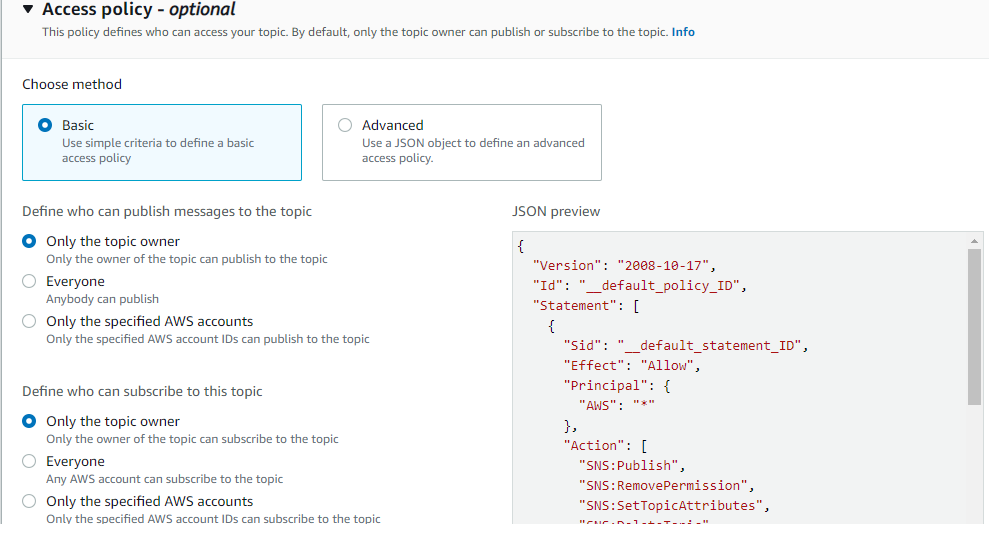 Access policy - optional
This policy defines who can access your topic. By default, only the topic owner can publish or subscribe to the topic. Info
Choose method
Basic
Use simple criteria to define a basic
access policy
Advanced
Use a JSON object to define an advanced
access policy.
Define who can publish messages to the topic
Only the topic owner
Only the owner of the topic can publish to the topic
Everyone
Anybody can publish
Only the specified AWS accounts
Only the specified AWS account IDs can publish to the topic
Define who can subscribe to this topic
Only the topic owner
Only the owner of the topic can subscribe to the topic
Everyone
Any AWS account can subscribe to the topic
Only the specified AWS accounts
Only the specified AWS account IDs can subscribe to the topic
JSON preview
{
"Version": "2008-10-17",
"Id": "__default_policy_ID",
"Statement": [
{
"Sid": "__default_statement_ID",
"Effect": "Allow",
"Principal": {
"AWS": "*"
},
"Action": [
"SNS:Publish",
"SNS:RemovePermission",
"SNS:SetTopicAttributes",
"SNS:DeleteTopic",